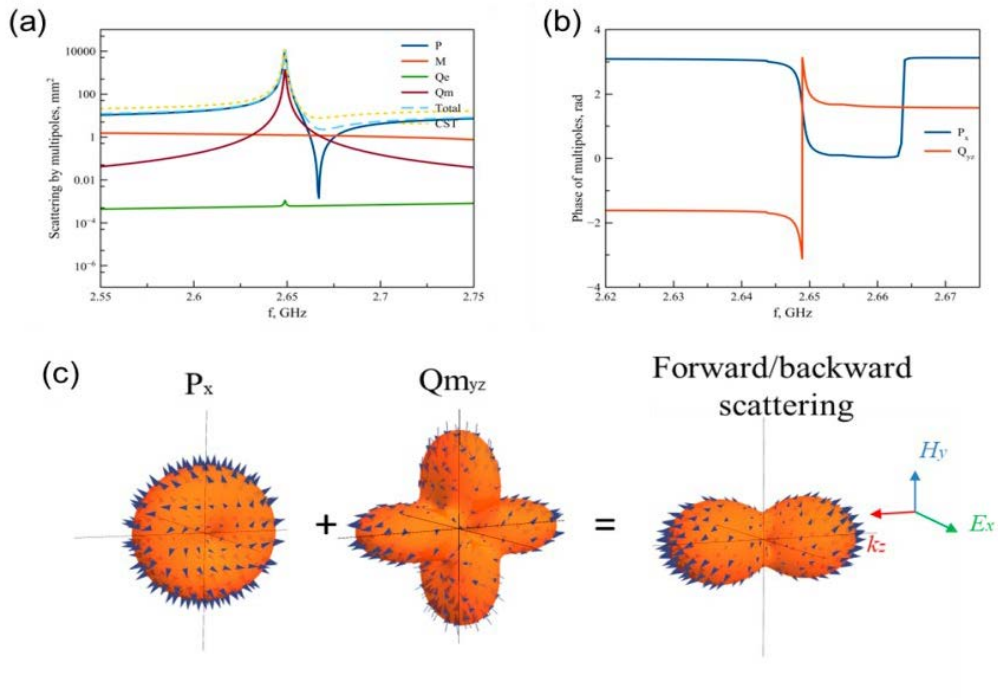 (a)
Scattering by multipoles, mm²
10000
100
1
0.01
10⁻⁴
10⁻⁶
P
M
Qe
Qm
Total
CST
2.55
2.6
2.65
2.7
2.75
f, GHz
(b)
Phase of multipoles, rad
4
2
0
−2
−4
Pₓ
Q_yz
2.62
2.63
2.64
2.65
2.66
2.67
f, GHz
(c)
Pₓ
Qm_yz
Forward/backward
scattering
+
=
Hy
Ex
kz